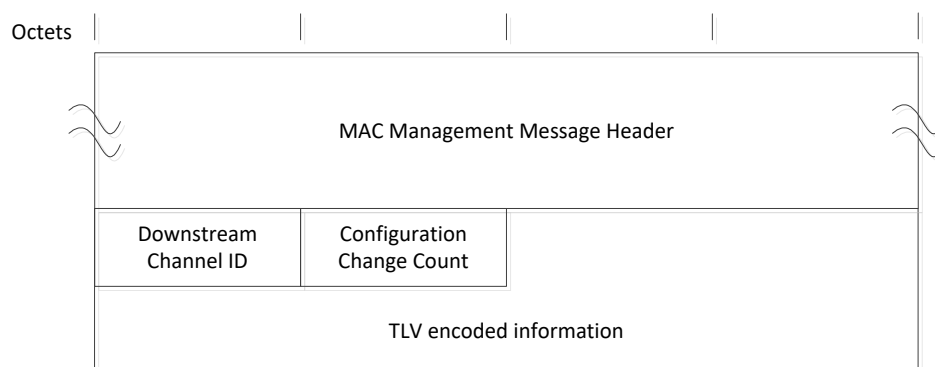 Octets
MAC Management Message Header
Downstream
Channel ID
Configuration
Change Count
TLV encoded information